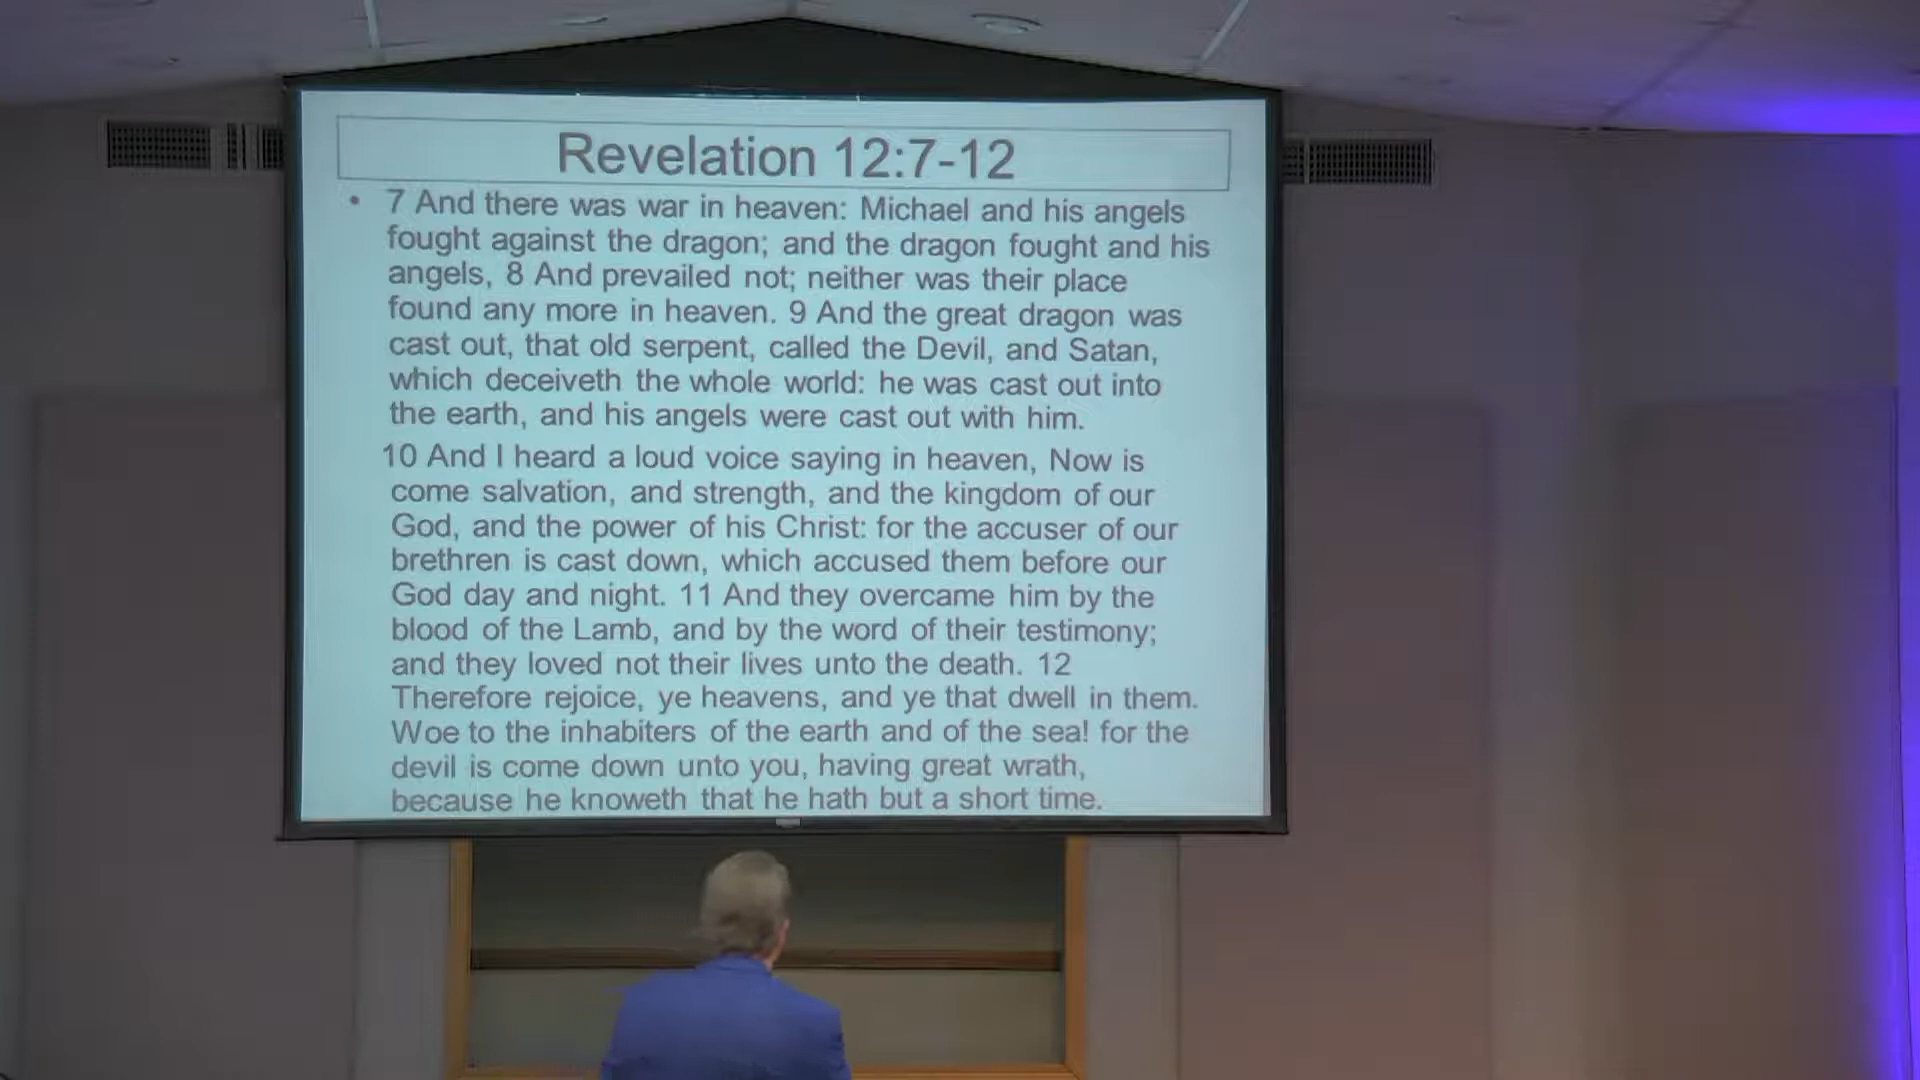 Revelation 12:7-12
• 7 And there was war in heaven: Michael and his angels
fought against the dragon; and the dragon fought and his
angels, 8 And prevailed not; neither was their place
found any more in heaven. 9 And the great dragon was
cast out, that old serpent, called the Devil, and Satan,
which deceiveth the whole world: he was cast out into
the earth, and his angels were cast out with him.
10 And I heard a loud voice saying in heaven, Now is
come salvation, and strength, and the kingdom of our
God, and the power of his Christ: for the accuser of our
brethren is cast down, which accused them before our
God day and night. 11 And they overcame him by the
blood of the Lamb, and by the word of their testimony;
and they loved not their lives unto the death. 12
Therefore rejoice, ye heavens, and ye that dwell in them.
Woe to the inhabiters of the earth and of the sea! for the
devil is come down unto you, having great wrath,
because he knoweth that he hath but a short time.